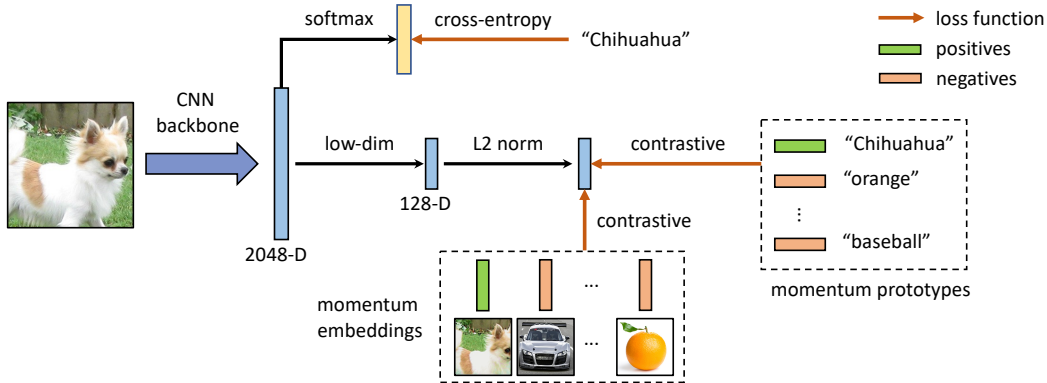 softmax
cross-entropy
“Chihuahua”
loss function
positives
negatives
CNN
backbone
low-dim
L2 norm
contrastive
“Chihuahua”
“orange”
...
“baseball”
128-D
2048-D
contrastive
momentum prototypes
momentum
embeddings
...
...